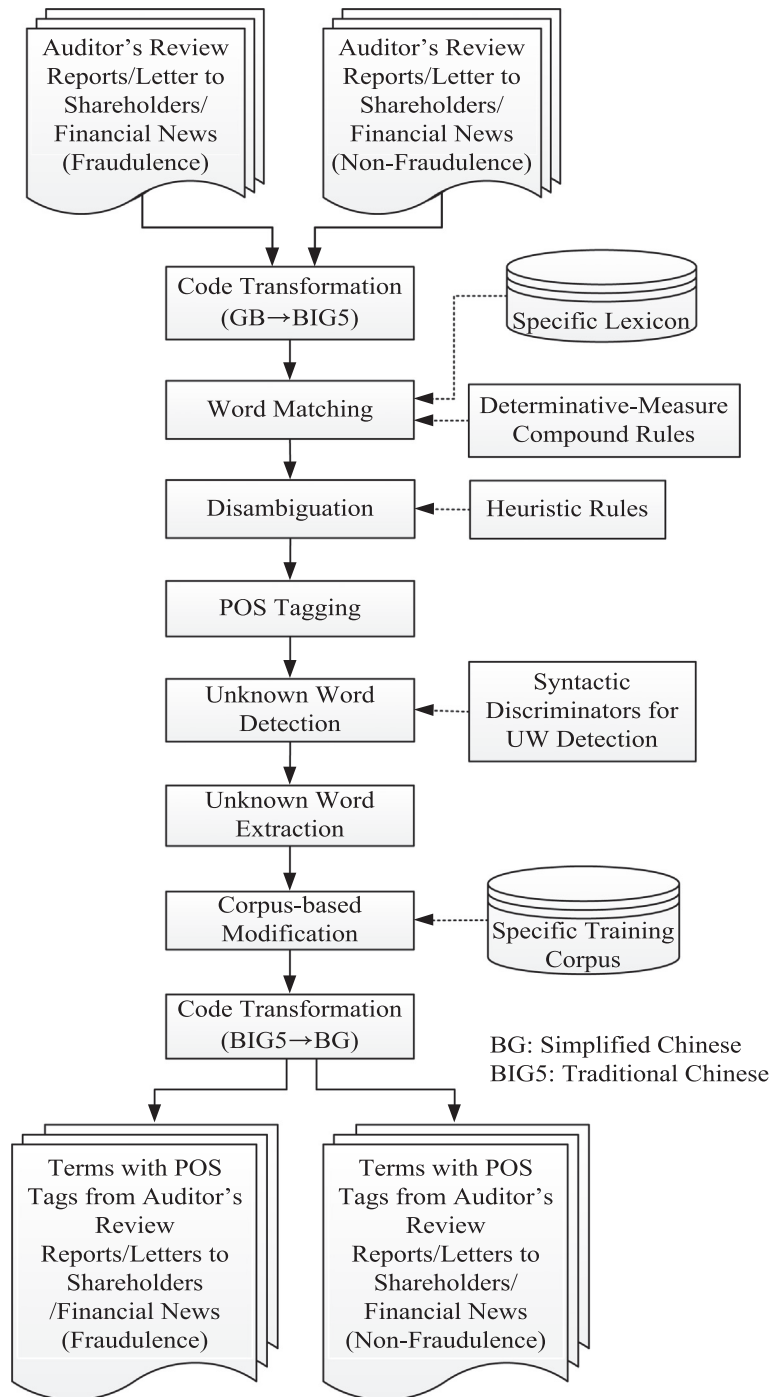 Auditor's Review
Reports/Letter to
Shareholders/
Financial News
(Fraudulence)
Auditor's Review
Reports/Letter to
Shareholders/
Financial News
(Non-Fraudulence)
Code Transformation
(GB→BIG5)
Specific Lexicon
Word Matching
Determinative-Measure
Compound Rules
Disambiguation
Heuristic Rules
POS Tagging
Unknown Word
Detection
Syntactic
Discriminators for
UW Detection
Unknown Word
Extraction
Corpus-based
Modification
Specific Training
Corpus
Code Transformation
(BIG5→BG)
BG: Simplified Chinese
BIG5: Traditional Chinese
Terms with POS
Tags from Auditor's
Review
Reports/Letters to
Shareholders
/Financial News
(Fraudulence)
Terms with POS
Tags from Auditor's
Review
Reports/Letters to
Shareholders/
Financial News
(Non-Fraudulence)